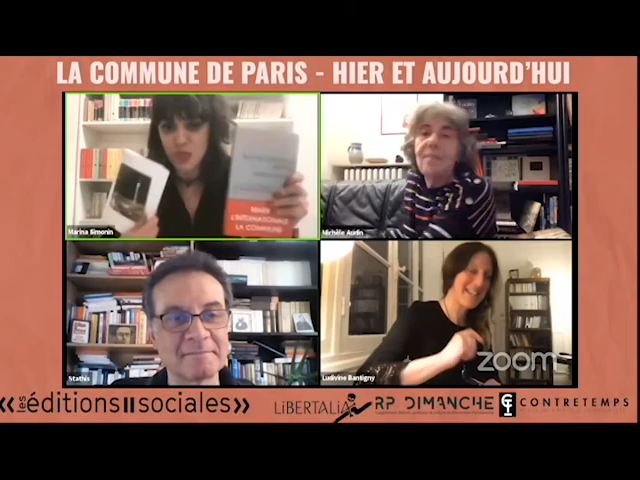 LA COMMUNE DE PARIS - HIER ET AUJOURD'HUI
MARX
L'INTERNATIONALE
LA COMMUNE
Marina Simonin
Michèle Audin
Stathis
Ludivine Bantigny
zoom
« les éditions sociales »
LiBERTALiA
RP DIMANCHE
CONTRETEMPS